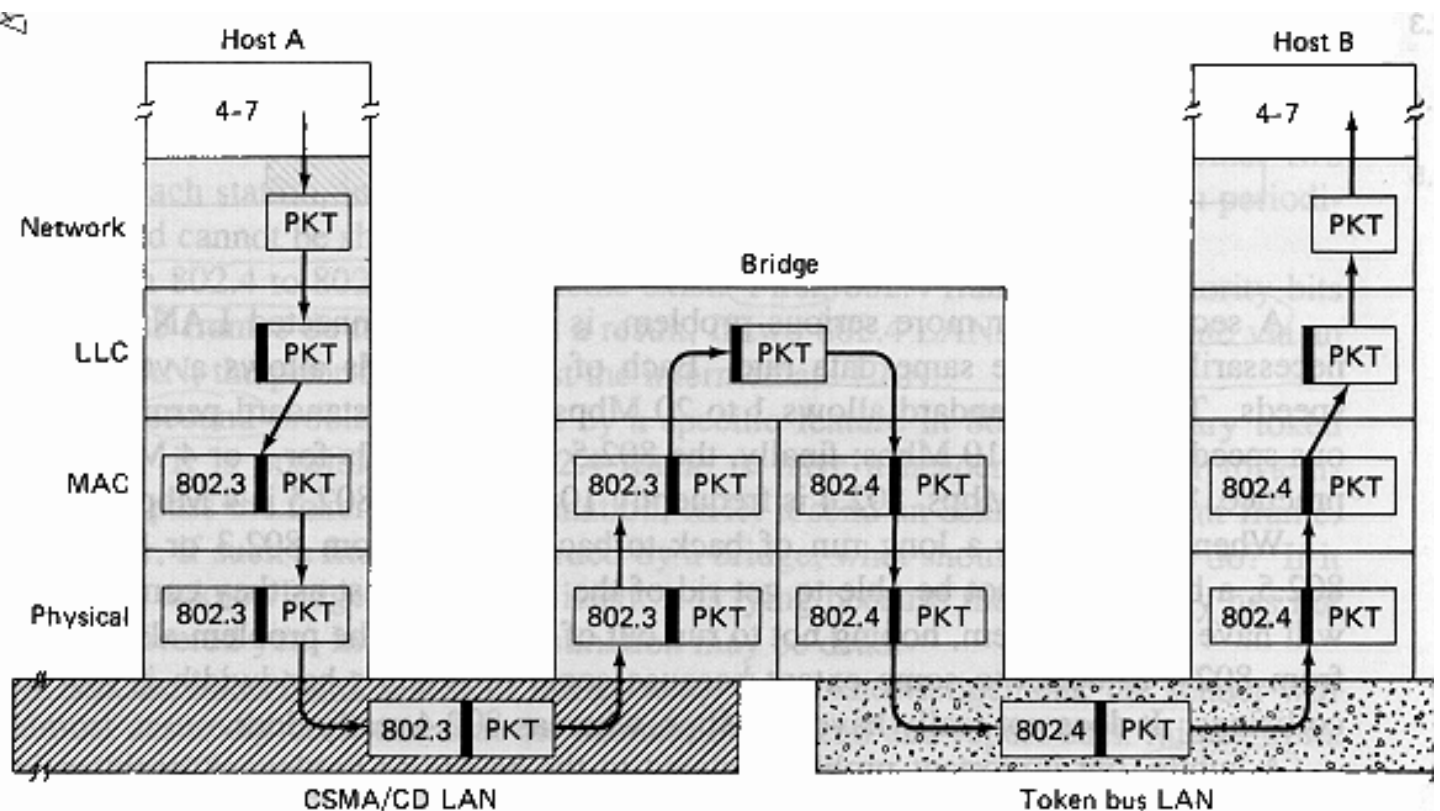 Host A
Host B
4-7
4-7
Network
PKT
PKT
Bridge
LLC
PKT
PKT
PKT
MAC
802.3 PKT
802.3 PKT
802.4 PKT
802.4 PKT
Physical
802.3 PKT
802.3 PKT
802.4 PKT
802.4 PKT
802.3 PKT
802.4 PKT
CSMA/CD LAN
Token bus LAN